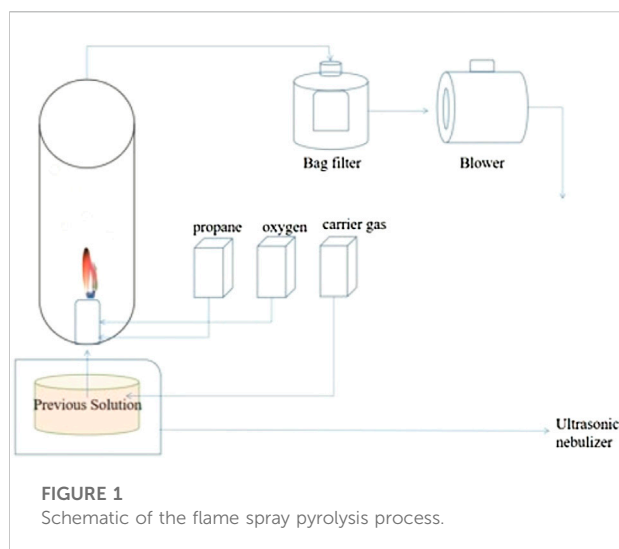 Bag filter
Blower
propane
oxygen
carrier gas
Previous Solution
Ultrasonic
nebulizer
FIGURE 1
Schematic of the flame spray pyrolysis process.